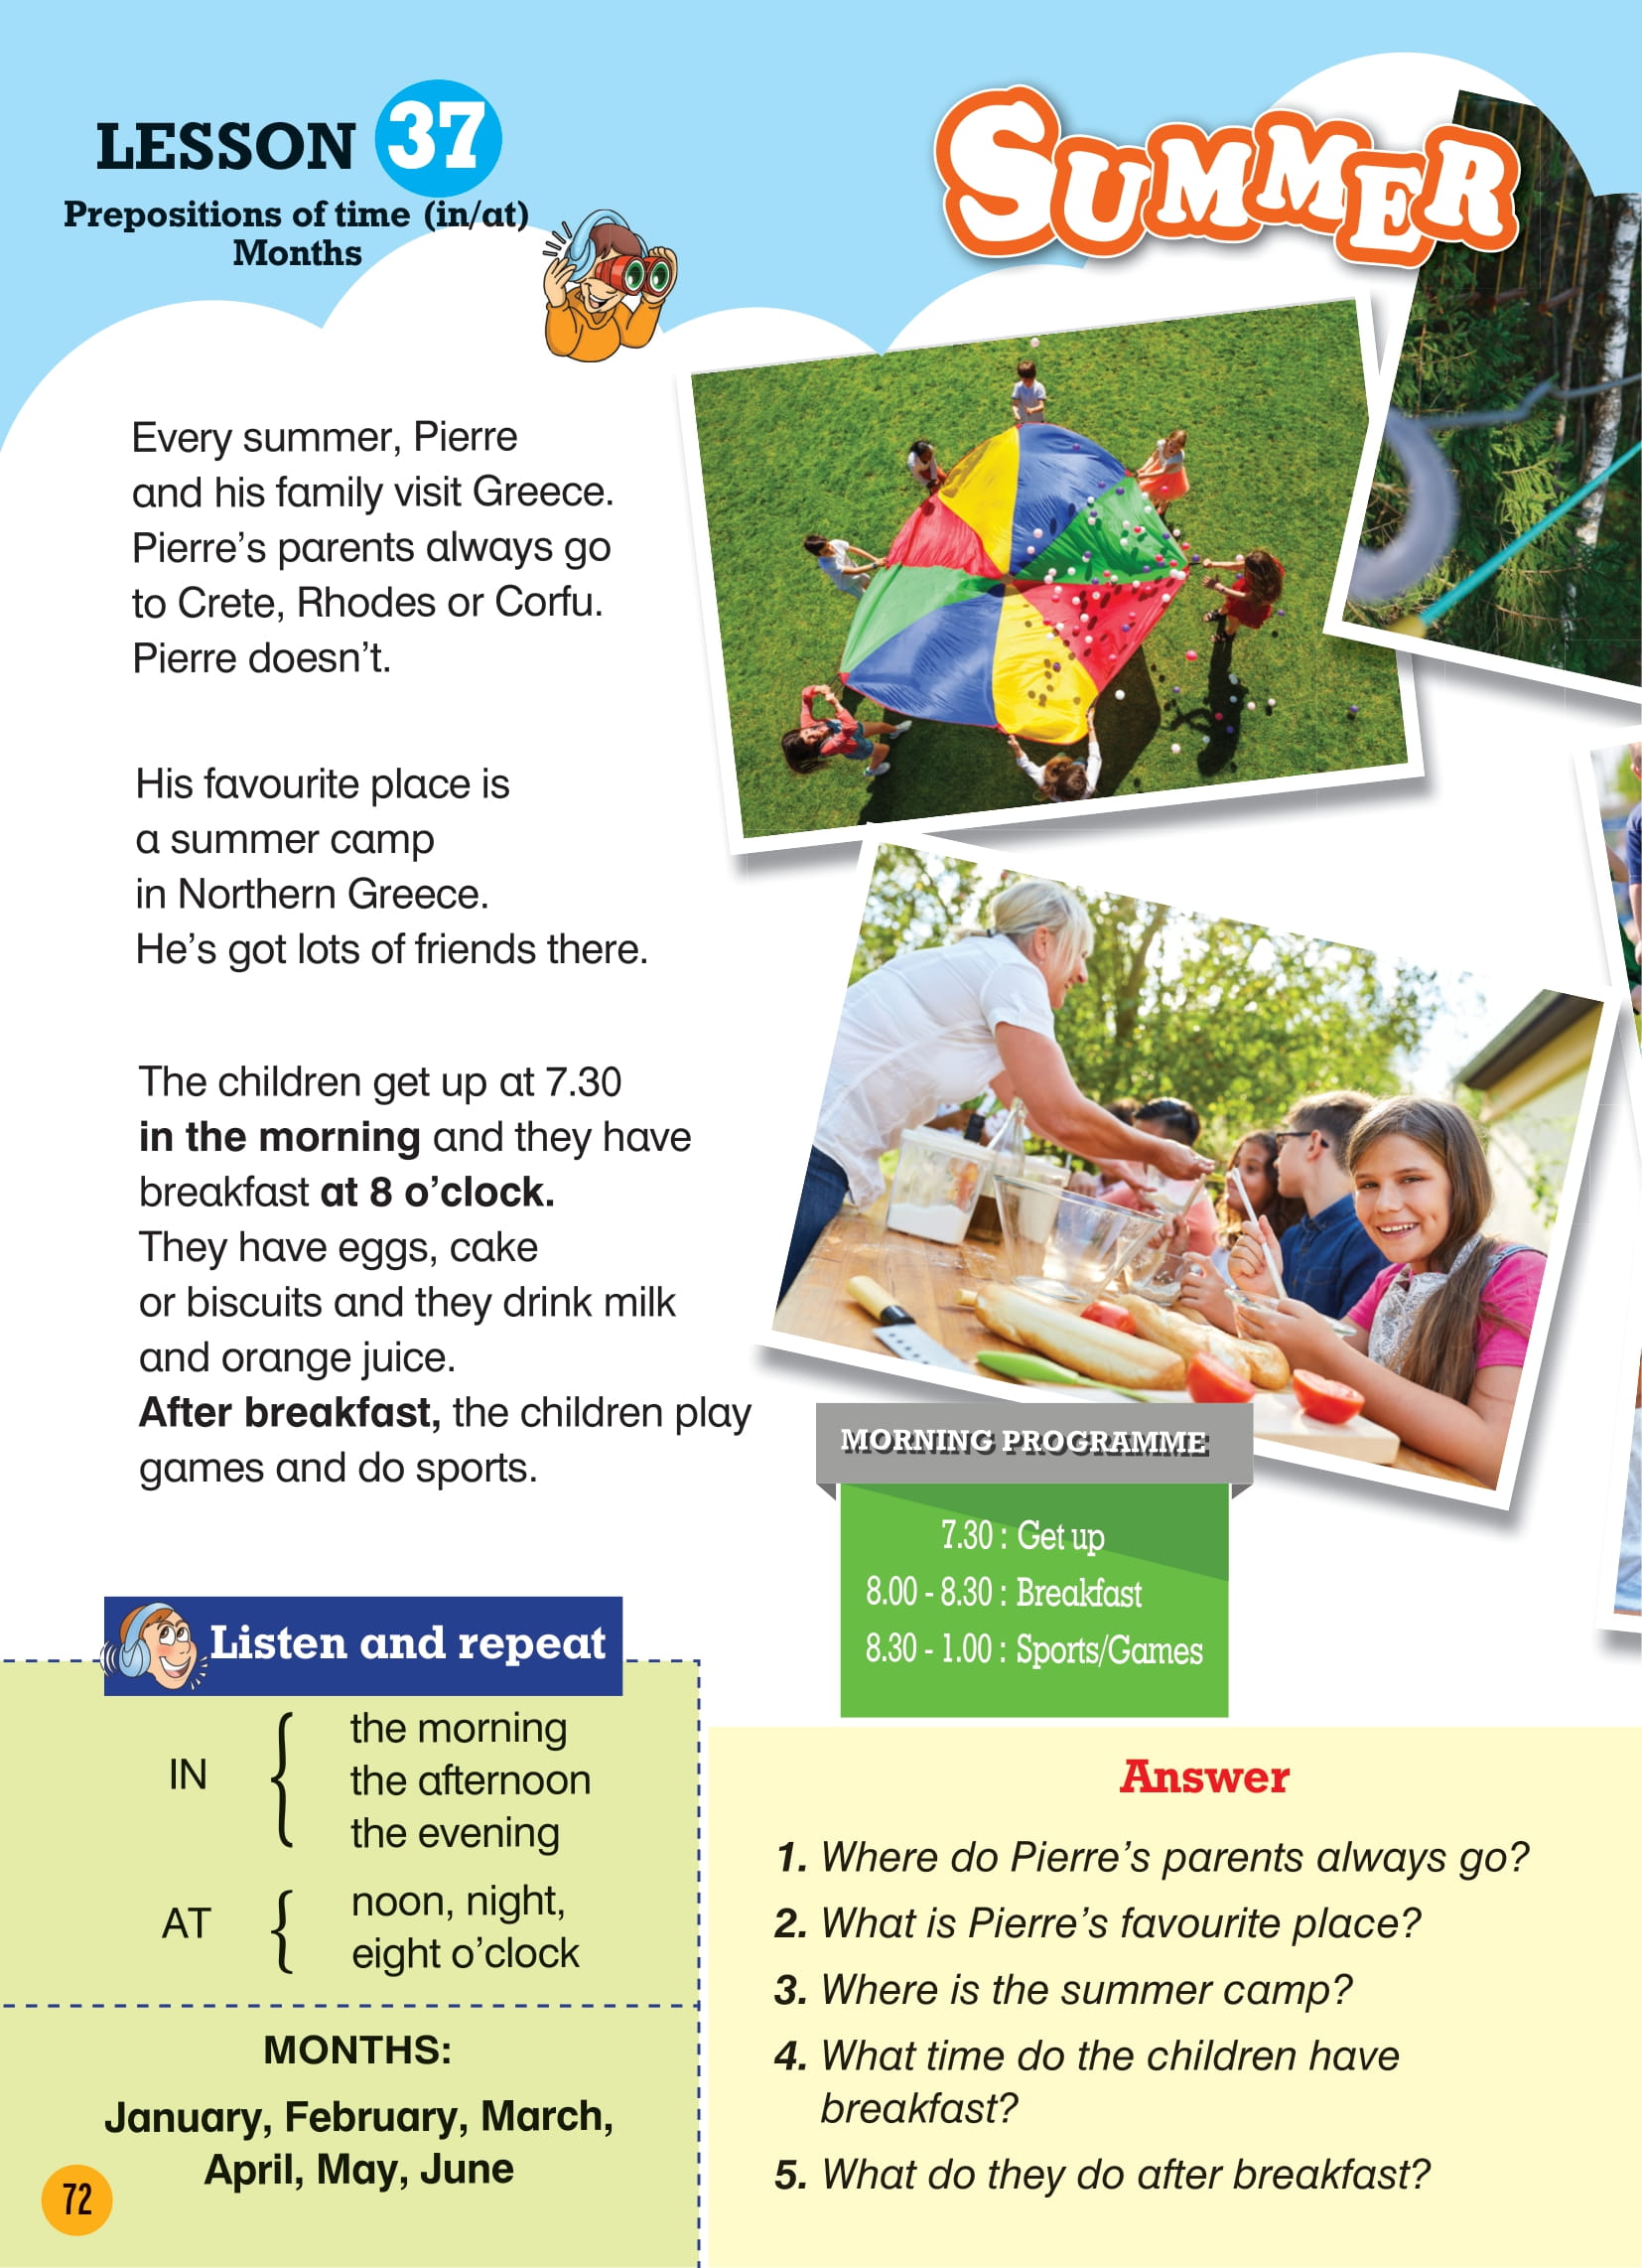 LESSON 37
Prepositions of time (in/at)
Months
SUMMER
Every summer, Pierre
and his family visit Greece.
Pierre's parents always go
to Crete, Rhodes or Corfu.
Pierre doesn't.
His favourite place is
a summer camp
in Northern Greece.
He's got lots of friends there.
The children get up at 7.30
in the morning and they have
breakfast at 8 o'clock.
They have eggs, cake
or biscuits and they drink milk
and orange juice.
After breakfast, the children play
games and do sports.
MORNING PROGRAMME
7.30 : Get up
8.00 - 8.30 : Breakfast
8.30 - 1.00 : Sports/Games
Listen and repeat
IN
the morning
the afternoon
the evening
AT
noon, night,
eight o'clock
MONTHS:
January, February, March,
April, May, June
Answer
1. Where do Pierre's parents always go?
2. What is Pierre's favourite place?
3. Where is the summer camp?
4. What time do the children have
breakfast?
5. What do they do after breakfast?
72